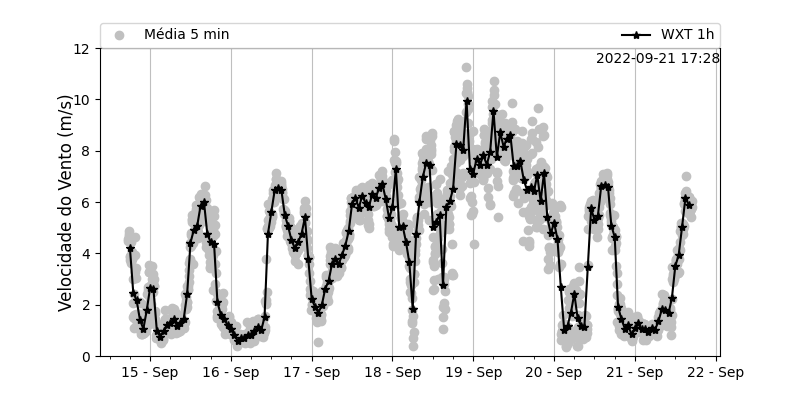 Média 5 min WXT 1h
2022-09-21 17:28
Velocidade do Vento (m/s)
12
10
8
6
4
2
0
15 - Sep 16 - Sep 17 - Sep 18 - Sep 19 - Sep 20 - Sep 21 - Sep 22 - Sep